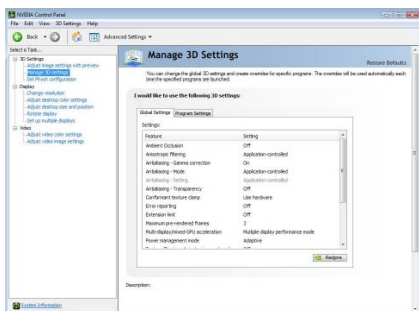 NVIDIA Control Panel
File Edit View 3D Settings Help
Back Advanced Settings
Select a Task...
3D Settings
Adjust image settings with preview
Manage 3D settings
Set PhysX configuration
Display
Change resolution
Adjust desktop color settings
Adjust desktop size and position
Rotate display
Set up multiple displays
Video
Adjust video color settings
Adjust video image settings
System Information
Manage 3D Settings
Restore Defaults
You can change the global 3D settings and create overrides for specific programs. The overrides will be used automatically each
time the specified programs are launched.
I would like to use the following 3D settings:
Global Settings Program Settings
Settings:
Feature Setting
Ambient Occlusion Off
Anisotropic filtering Application-controlled
Antialiasing - Gamma correction On
Antialiasing - Mode Application-controlled
Antialiasing - Setting Application-controlled
Antialiasing - Transparency Off
Conformant texture clamp Use hardware
Error reporting Off
Extension limit Off
Maximum pre-rendered frames 3
Multi-display/mixed-GPU acceleration Multiple display performance mode
Power management mode Adaptive
Restore
Description: